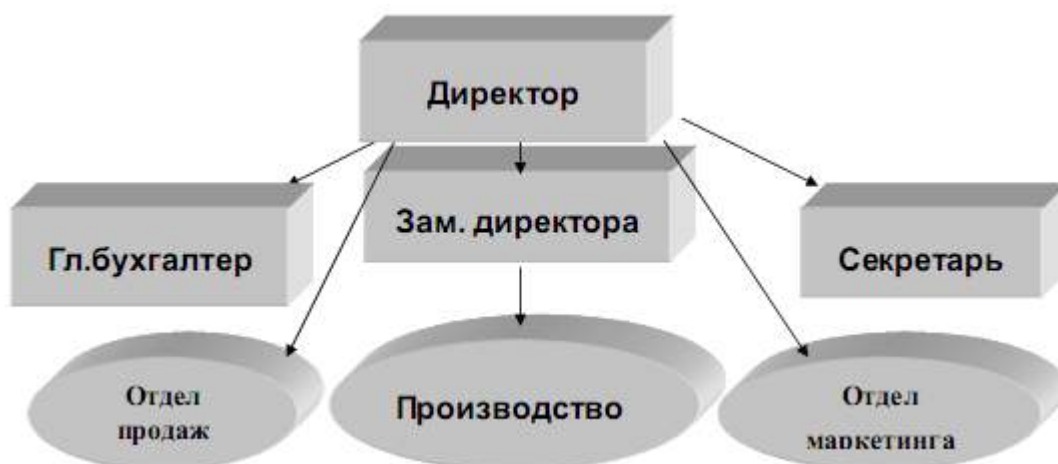 Директор
Гл.бухгалтер
Зам. директора
Секретарь
Отдел
продаж
Производство
Отдел
маркетинга